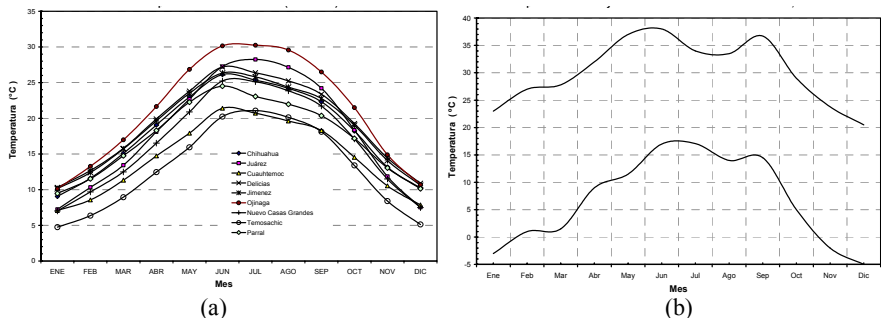 35
30
25
20
15
10
5
0
Temperatura (°C)
Chihuahua
Juárez
Cuauhtemoc
Delicias
Jimenez
Ojinaga
Nuevo Casas Grandes
Temosachic
Parral
ENE FEB MAR ABR MAY JUN JUL AGO SEP OCT NOV DIC
Mes
(a)
40
35
30
25
20
15
10
5
0
-5
Temperatura (°C)
Ene Feb Mar Abr May Jun Jul Ago Sep Oct Nov Dic
Mes
(b)